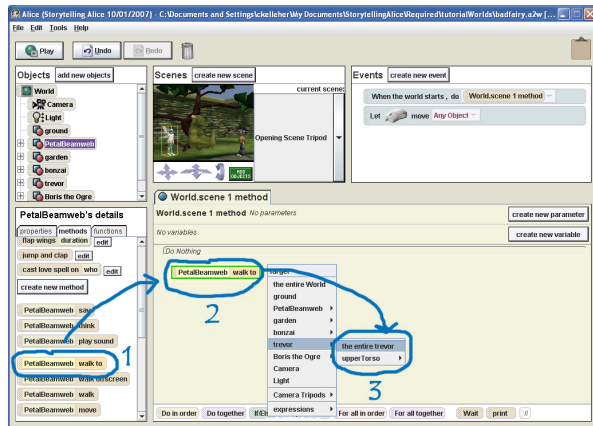 Alice (Storytelling Alice 10/01/2007) - C:\Documents and Settings\ckelleher\My Documents\StorytellingAlice\Required\tutorialWorlds\badfairy.a2w [...
File Edit Tools Help
Play Undo Redo
Objects add new objects
World
Camera
Light
ground
PetalBeamweb
garden
bonzai
trevor
Boris the Ogre
Scenes create new scene
current scene:
Opening Scene Tripod
ADD OBJECTS
Events create new event
When the world starts, do World.scene 1 method
Let move Any Object
PetalBeamweb's details
properties methods functions
flap wings duration edit
jump and clap edit
cast love spell on who edit
create new method
PetalBeamweb say
PetalBeamweb think
PetalBeamweb play sound
PetalBeamweb walk to
PetalBeamweb walk offscreen
PetalBeamweb walk
PetalBeamweb move
1
World.scene 1 method
World.scene 1 method No parameters
create new parameter
No variables
create new variable
Do Nothing
PetalBeamweb walk to
2
target
the entire World
ground
PetalBeamweb
garden
bonzai
trevor
Boris the Ogre
Camera
Light
Camera Tripods
expressions
the entire trevor
upperTorso
3
Do in order Do together If/El For all in order For all together Wait print //